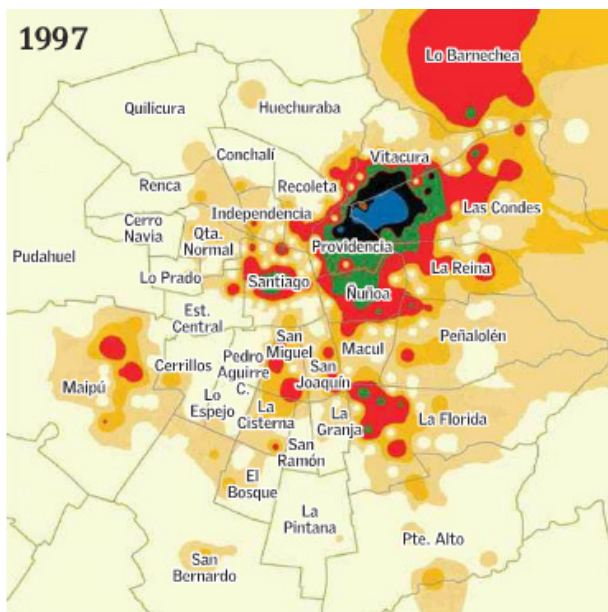 1997
Lo Barnechea
Quilicura
Huechuraba
Conchalí
Vitacura
Renca
Recoleta
Independencia
Las Condes
Cerro
Navia
Qta.
Normal
Providencia
Pudahuel
La Reina
Lo Prado
Santiago
Ñuñoa
Est.
Central
San
Miguel
Macul
Peñalolén
Cerrillos
Pedro
Aguirre
C.
San
Joaquín
Maipú
Lo
Espejo
La
Cisterna
La
Granja
La Florida
San
Ramón
El
Bosque
La
Pintana
Pte. Alto
San
Bernardo